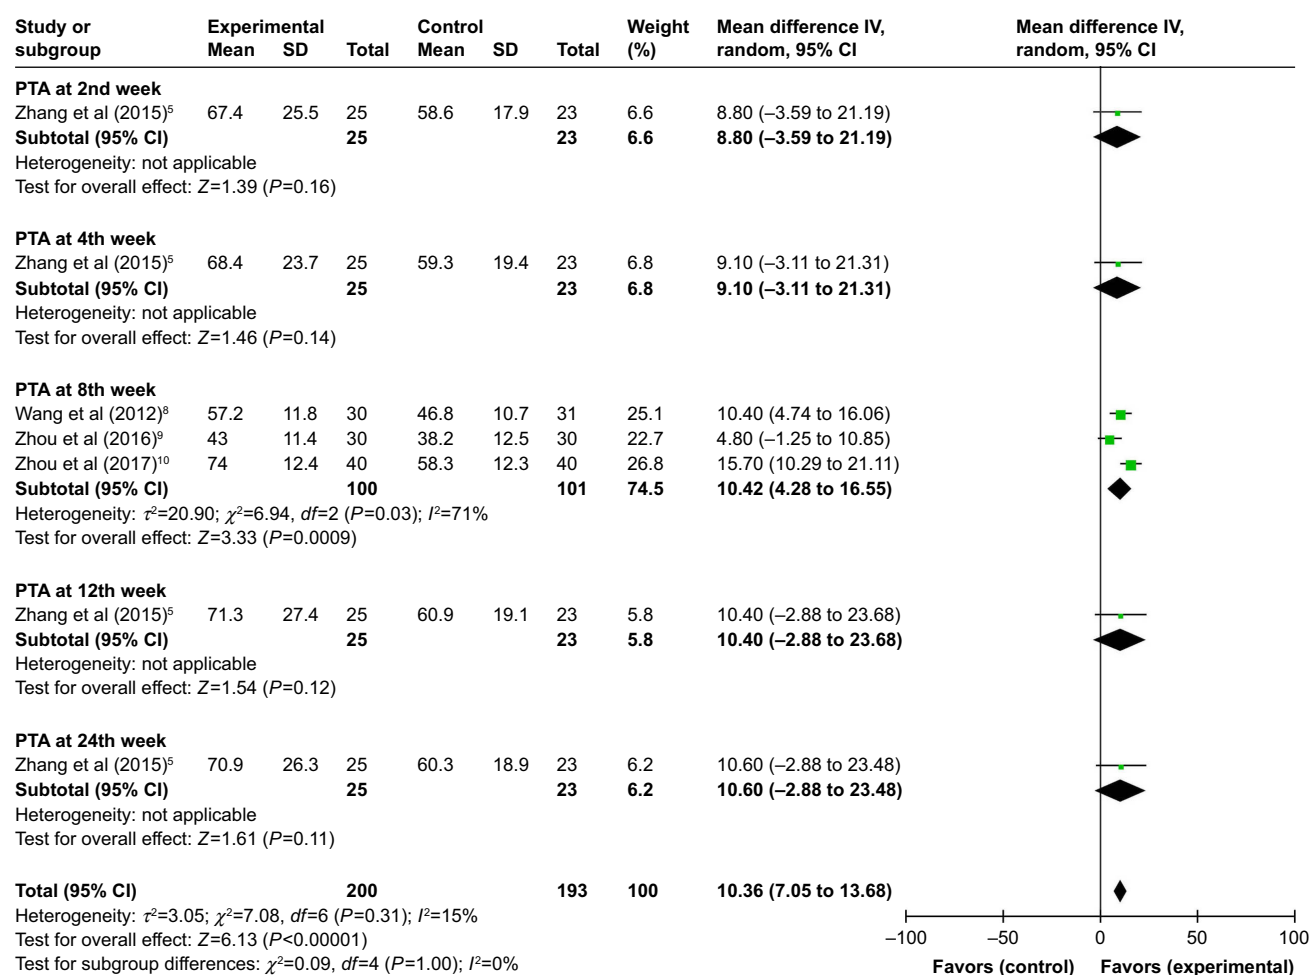 Study or subgroup Experimental Control Weight (%) Mean difference IV, random, 95% CI Mean difference IV, random, 95% CI
Mean SD Total Mean SD Total
PTA at 2nd week
Zhang et al (2015)⁵ 67.4 25.5 25 58.6 17.9 23 6.6 8.80 (–3.59 to 21.19)
Subtotal (95% CI) 25 23 6.6 8.80 (–3.59 to 21.19)
Heterogeneity: not applicable
Test for overall effect: Z=1.39 (P=0.16)
PTA at 4th week
Zhang et al (2015)⁵ 68.4 23.7 25 59.3 19.4 23 6.8 9.10 (–3.11 to 21.31)
Subtotal (95% CI) 25 23 6.8 9.10 (–3.11 to 21.31)
Heterogeneity: not applicable
Test for overall effect: Z=1.46 (P=0.14)
PTA at 8th week
Wang et al (2012)⁸ 57.2 11.8 30 46.8 10.7 31 25.1 10.40 (4.74 to 16.06)
Zhou et al (2016)⁹ 43 11.4 30 38.2 12.5 30 22.7 4.80 (–1.25 to 10.85)
Zhou et al (2017)¹⁰ 74 12.4 40 58.3 12.3 40 26.8 15.70 (10.29 to 21.11)
Subtotal (95% CI) 100 101 74.5 10.42 (4.28 to 16.55)
Heterogeneity: τ²=20.90; χ²=6.94, df=2 (P=0.03); I²=71%
Test for overall effect: Z=3.33 (P=0.0009)
PTA at 12th week
Zhang et al (2015)⁵ 71.3 27.4 25 60.9 19.1 23 5.8 10.40 (–2.88 to 23.68)
Subtotal (95% CI) 25 23 5.8 10.40 (–2.88 to 23.68)
Heterogeneity: not applicable
Test for overall effect: Z=1.54 (P=0.12)
PTA at 24th week
Zhang et al (2015)⁵ 70.9 26.3 25 60.3 18.9 23 6.2 10.60 (–2.88 to 23.48)
Subtotal (95% CI) 25 23 6.2 10.60 (–2.88 to 23.48)
Heterogeneity: not applicable
Test for overall effect: Z=1.61 (P=0.11)
Total (95% CI) 200 193 100 10.36 (7.05 to 13.68)
Heterogeneity: τ²=3.05; χ²=7.08, df=6 (P=0.31); I²=15%
Test for overall effect: Z=6.13 (P<0.00001)
Test for subgroup differences: χ²=0.09, df=4 (P=1.00); I²=0%
–100 –50 0 50 100
Favors (control) Favors (experimental)